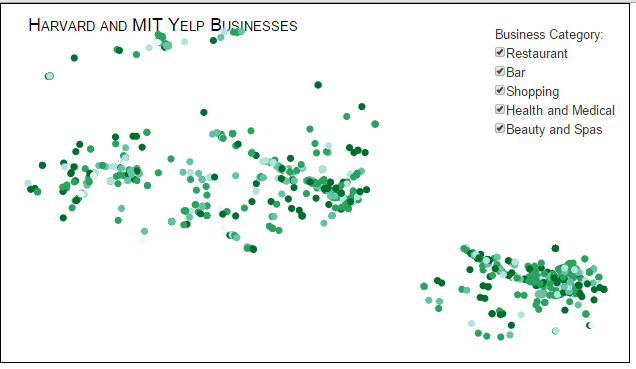 Harvard and MIT Yelp Businesses
Business Category:
Restaurant
Bar
Shopping
Health and Medical
Beauty and Spas